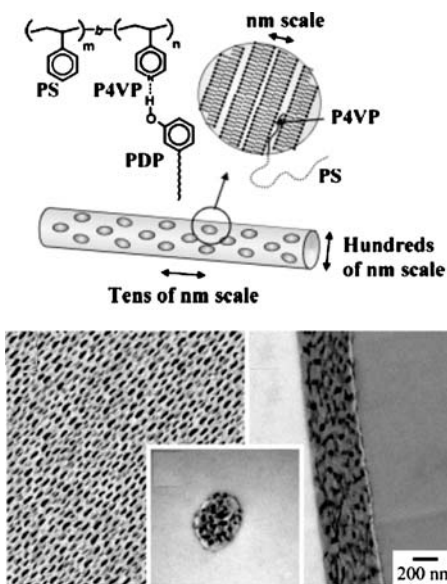 nm scale
m
b
n
PS
P4VP
N
H
O
PDP
P4VP
PS
Hundreds
of nm scale
Tens of nm scale
200 nm